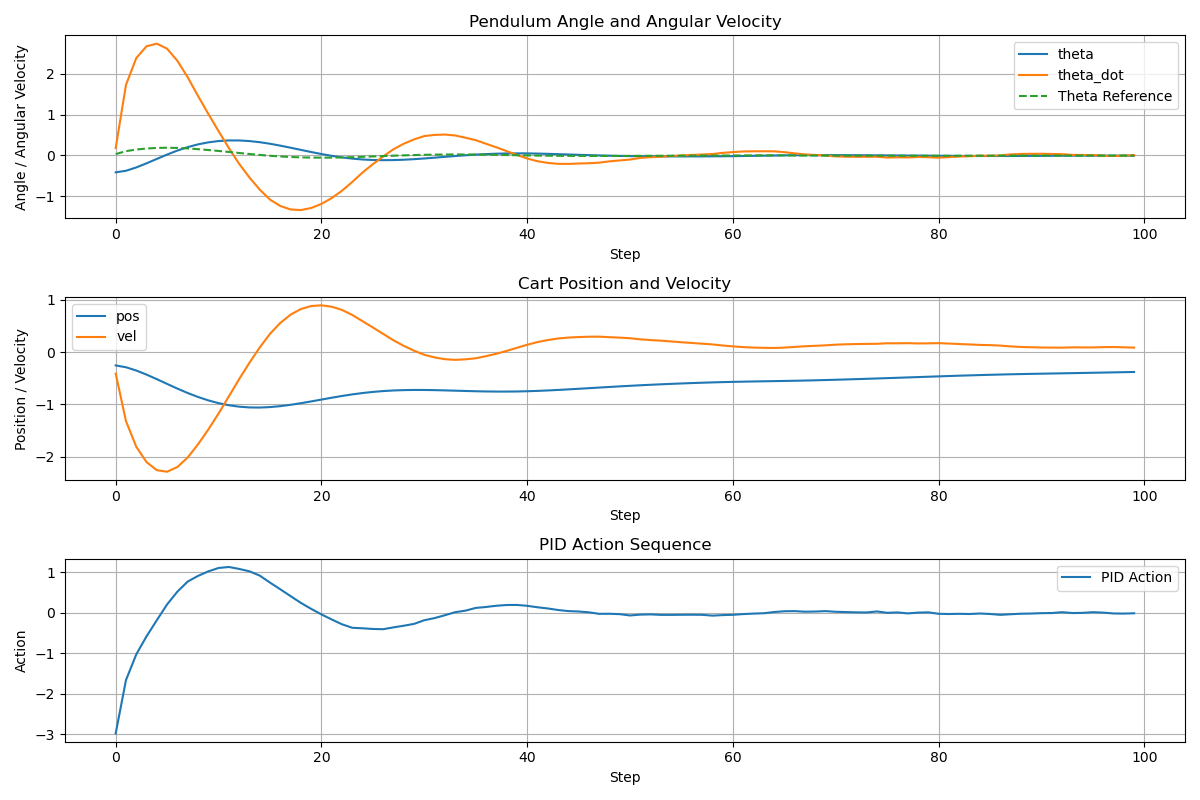 Pendulum Angle and Angular Velocity
Angle / Angular Velocity
2
1
0
−1
theta
theta_dot
Theta Reference
0 20 40 60 80 100
Step
Cart Position and Velocity
Position / Velocity
1
0
−1
−2
pos
vel
0 20 40 60 80 100
Step
PID Action Sequence
Action
1
0
−1
−2
−3
PID Action
0 20 40 60 80 100
Step